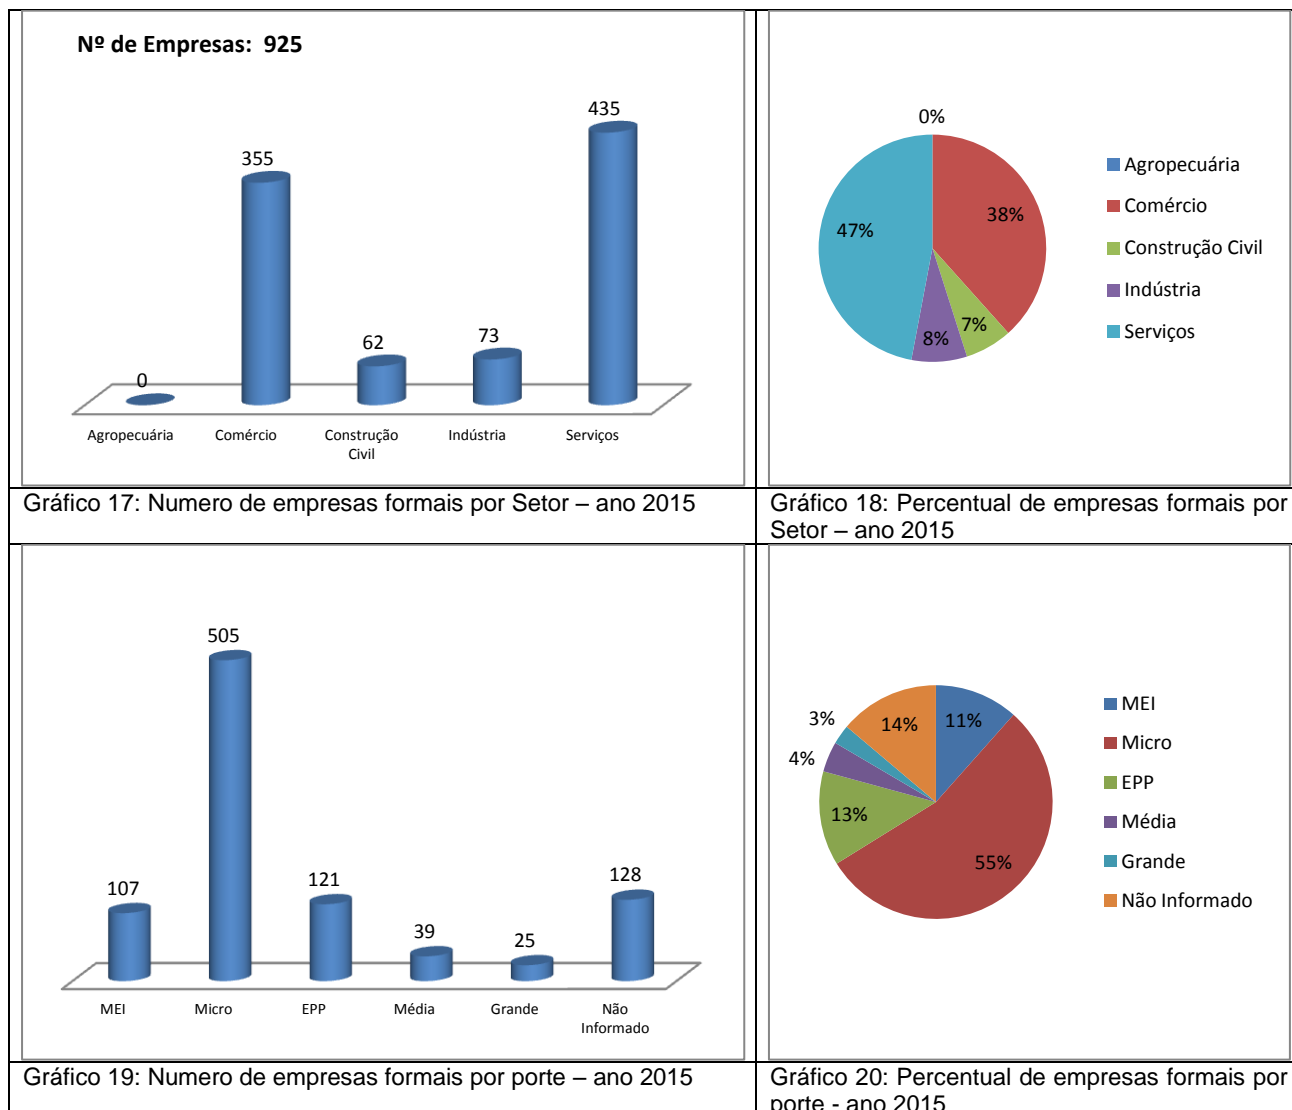 Nº de Empresas:  925
435
355
73
62
0
Agropecuária
Comércio
Construção
Civil
Indústria
Serviços
0%
38%
47%
7%
8%
Agropecuária
Comércio
Construção Civil
Indústria
Serviços
Gráfico 17: Numero de empresas formais por Setor – ano 2015
Gráfico 18: Percentual de empresas formais por
Setor – ano 2015
505
107
121
128
39
25
MEI
Micro
EPP
Média
Grande
Não
Informado
3%
14%
11%
4%
13%
55%
MEI
Micro
EPP
Média
Grande
Não Informado
Gráfico 19: Numero de empresas formais por porte – ano 2015
Gráfico 20: Percentual de empresas formais por
porte - ano 2015